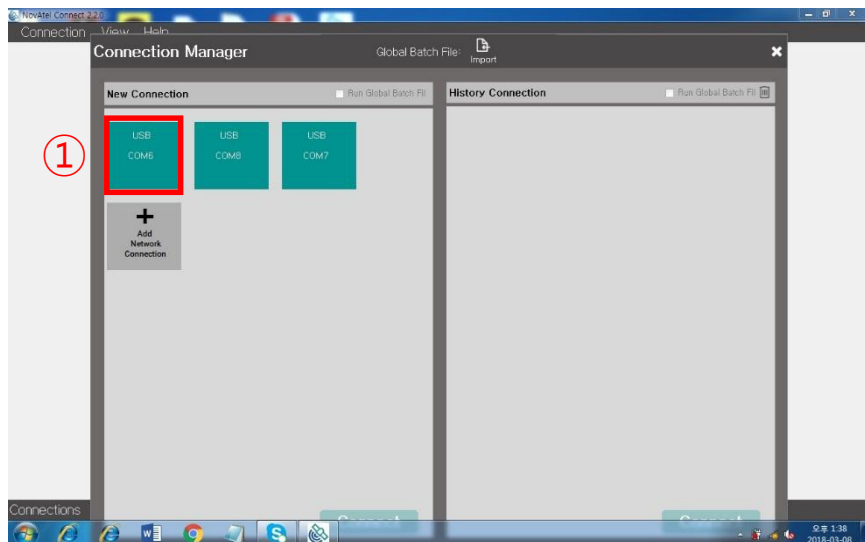 NovAtel Connect 2.2.0
Connection View Help
Connection Manager
Global Batch File:
Import
New Connection
Run Global Batch Fil
History Connection
Run Global Batch Fil
①
USB
COM6
USB
COM8
USB
COM7
Add
Network
Connection
Connect
Connect
Connections
오후 1:38
2018-03-08